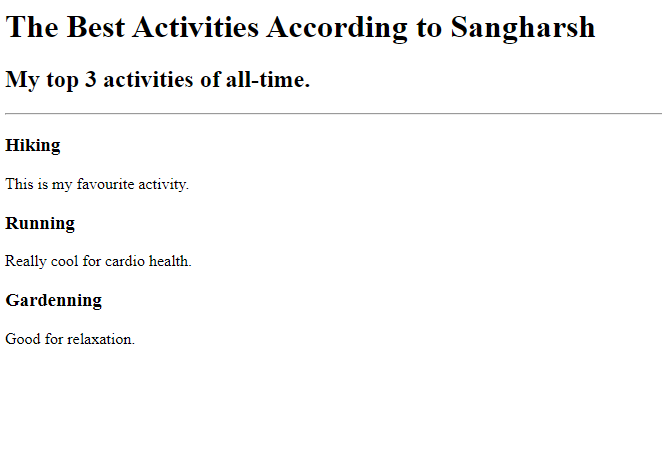 The Best Activities According to Sangharsh
My top 3 activities of all-time.
Hiking
This is my favourite activity.
Running
Really cool for cardio health.
Gardenning
Good for relaxation.